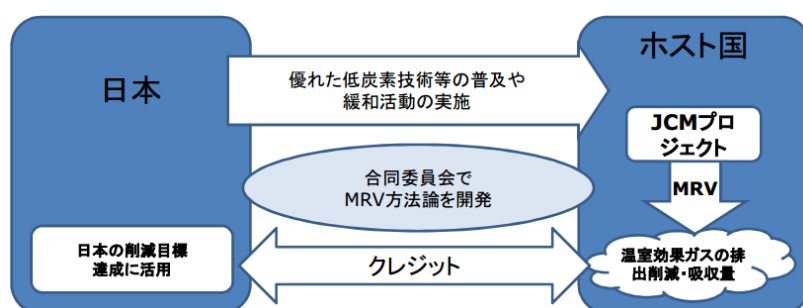 日本
優れた低炭素技術等の普及や
緩和活動の実施
合同委員会で
MRV方法論を開発
日本の削減目標
達成に活用
クレジット
ホスト国
JCMプロ
ジェクト
MRV
温室効果ガスの排
出削減・吸収量